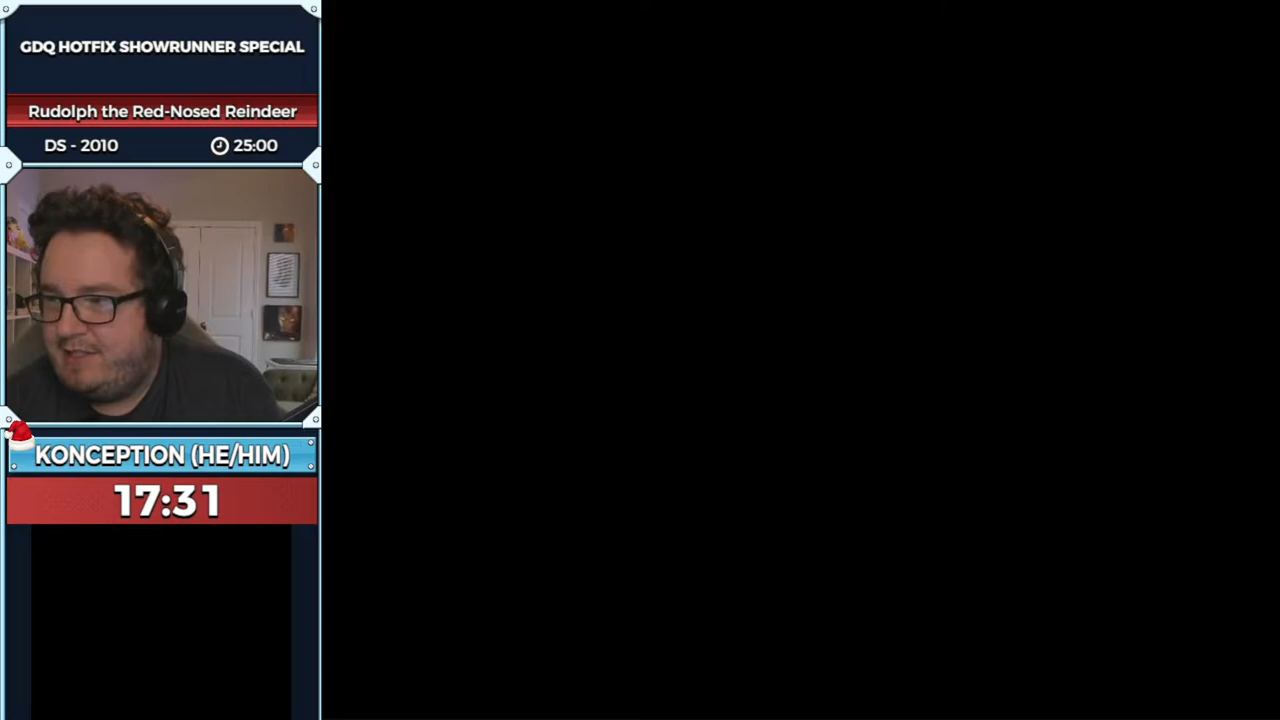 GDQ HOTFIX SHOWRUNNER SPECIAL
Rudolph the Red-Nosed Reindeer
DS - 2010 25:00
KONCEPTION (HE/HIM)
17:31